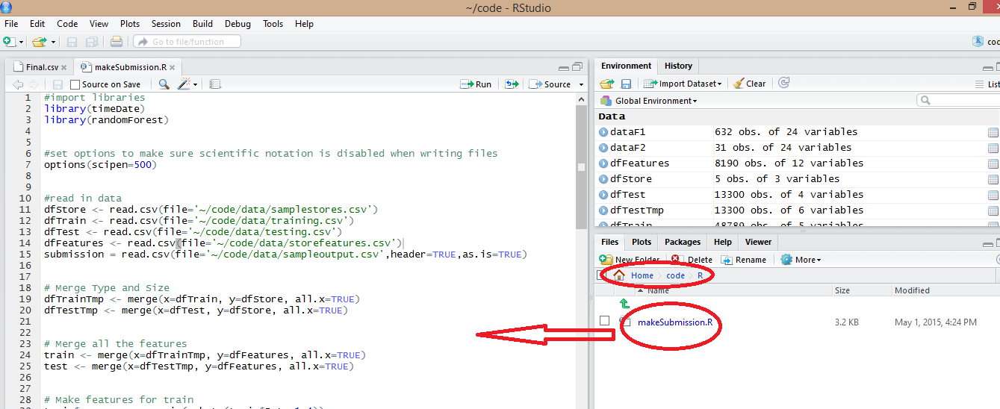 ~/code - RStudio
File Edit Code View Plots Session Build Debug Tools Help
Go to file/function
Final.csv makeSubmission.R
Source on Save Run Source
1 #import libraries
2 library(timeDate)
3 library(randomForest)
4
5
6 #set options to make sure scientific notation is disabled when writing files
7 options(scipen=500)
8
9
10 #read in data
11 dfStore <- read.csv(file='~/code/data/samplestores.csv')
12 dfTrain <- read.csv(file='~/code/data/training.csv')
13 dfTest <- read.csv(file='~/code/data/testing.csv')
14 dfFeatures <- read.csv(file='~/code/data/storefeatures.csv')
15 submission = read.csv(file='~/code/data/sampleoutput.csv',header=TRUE,as.is=TRUE)
16
17
18 # Merge Type and Size
19 dfTrainTmp <- merge(x=dfTrain, y=dfStore, all.x=TRUE)
20 dfTestTmp <- merge(x=dfTest, y=dfStore, all.x=TRUE)
21
22
23 # Merge all the features
24 train <- merge(x=dfTrainTmp, y=dfFeatures, all.x=TRUE)
25 test <- merge(x=dfTestTmp, y=dfFeatures, all.x=TRUE)
26
27
28 # Make features for train
Environment History
Import Dataset Clear List
Global Environment
Data
dataF1 632 obs. of 24 variables
dataF2 31 obs. of 24 variables
dfFeatures 8190 obs. of 12 variables
dfStore 5 obs. of 3 variables
dfTest 13300 obs. of 4 variables
dfTestTmp 13300 obs. of 6 variables
dfTrain 48789 obs. of 5 variables
Files Plots Packages Help Viewer
New Folder Delete Rename More
Home code R
Name Size Modified
makeSubmission.R 3.2 KB May 1, 2015, 4:24 PM